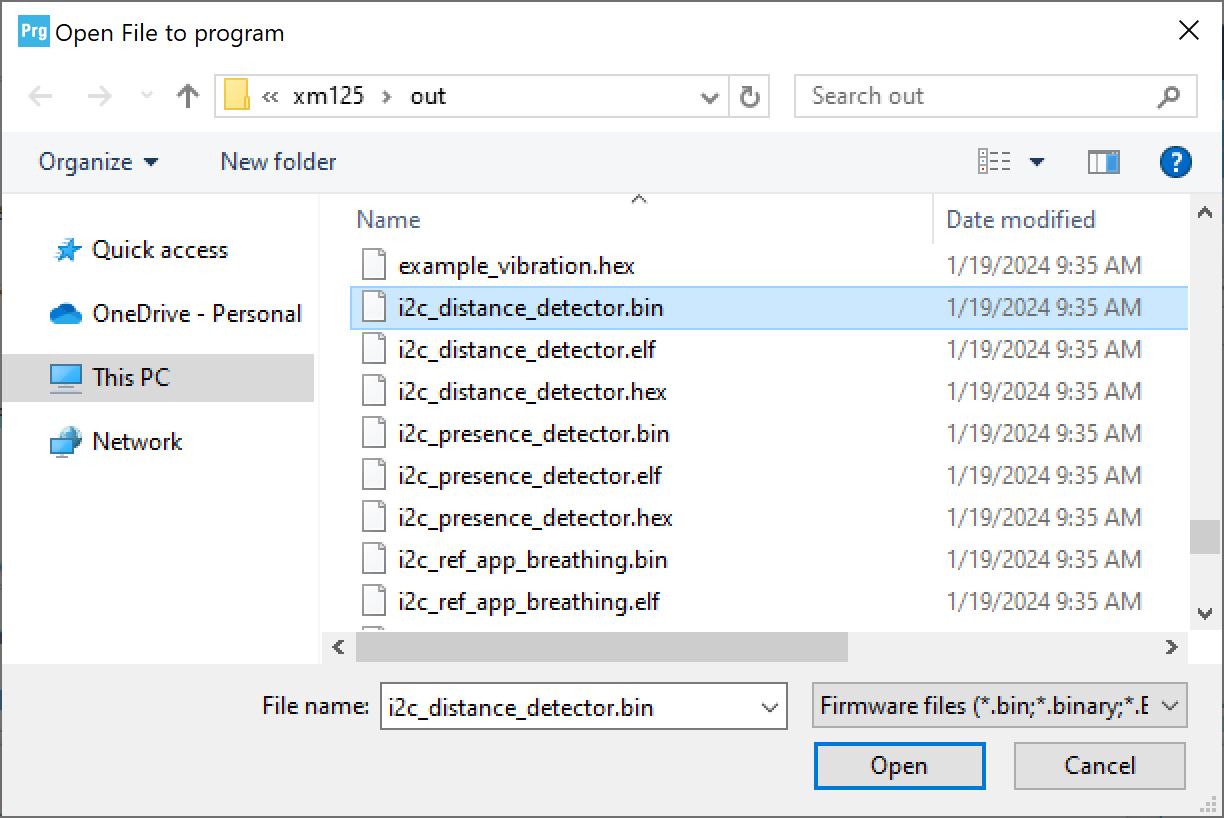 Prg Open File to program
« xm125 › out
Search out
Organize
New folder
?
Name
Date modified
Quick access
OneDrive - Personal
This PC
Network
example_vibration.hex 1/19/2024 9:35 AM
i2c_distance_detector.bin 1/19/2024 9:35 AM
i2c_distance_detector.elf 1/19/2024 9:35 AM
i2c_distance_detector.hex 1/19/2024 9:35 AM
i2c_presence_detector.bin 1/19/2024 9:35 AM
i2c_presence_detector.elf 1/19/2024 9:35 AM
i2c_presence_detector.hex 1/19/2024 9:35 AM
i2c_ref_app_breathing.bin 1/19/2024 9:35 AM
i2c_ref_app_breathing.elf 1/19/2024 9:35 AM
File name: i2c_distance_detector.bin
Firmware files (*.bin;*.binary;*.E
Open
Cancel